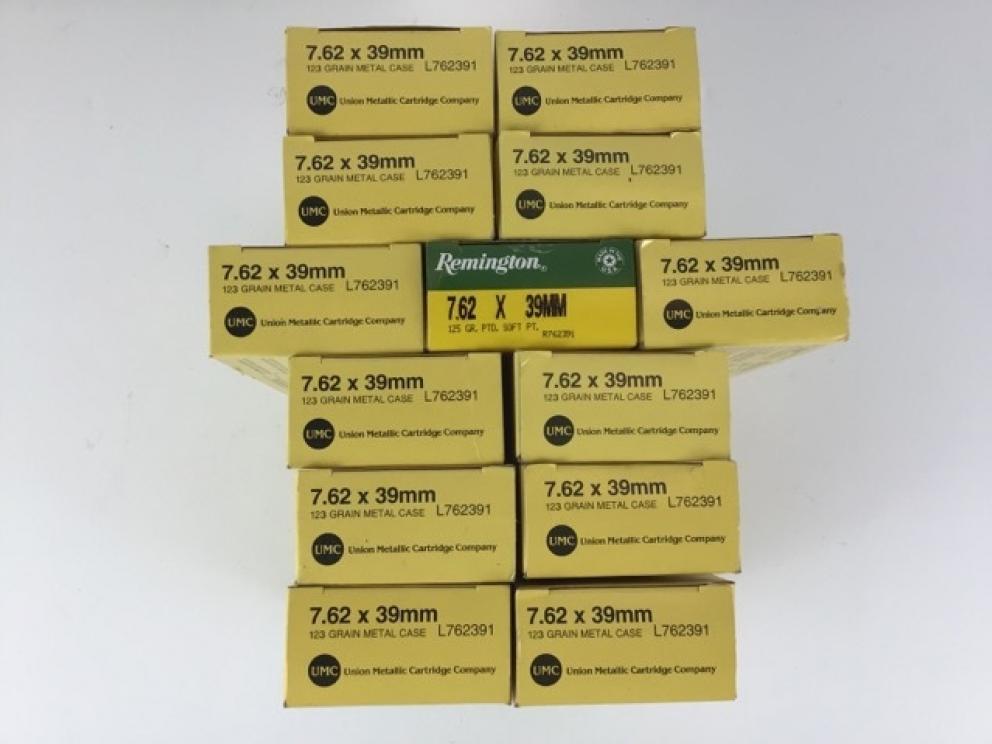 7.62 x 39mm
123 GRAIN METAL CASE L762391
UMC Union Metallic Cartridge Company
7.62 x 39mm
123 GRAIN METAL CASE L762391
UMC Union Metallic Cartridge Company
7.62 x 39mm
123 GRAIN METAL CASE L762391
UMC Union Metallic Cartridge Company
7.62 x 39mm
123 GRAIN METAL CASE L762391
UMC Union Metallic Cartridge Company
7.62 x 39mm
123 GRAIN METAL CASE L762391
UMC Union Metallic Cartridge Company
Remington®
MADE IN THE U.S.A.
7.62 X 39MM
125 GR. PTD. SOFT PT.
R762391
7.62 x 39mm
123 GRAIN METAL CASE L762391
UMC Union Metallic Cartridge Company
7.62 x 39mm
123 GRAIN METAL CASE L762391
UMC Union Metallic Cartridge Company
7.62 x 39mm
123 GRAIN METAL CASE L762391
UMC Union Metallic Cartridge Company
7.62 x 39mm
123 GRAIN METAL CASE L762391
UMC Union Metallic Cartridge Company
7.62 x 39mm
123 GRAIN METAL CASE L762391
UMC Union Metallic Cartridge Company
7.62 x 39mm
123 GRAIN METAL CASE L762391
UMC Union Metallic Cartridge Company
7.62 x 39mm
123 GRAIN METAL CASE L762391
UMC Union Metallic Cartridge Company